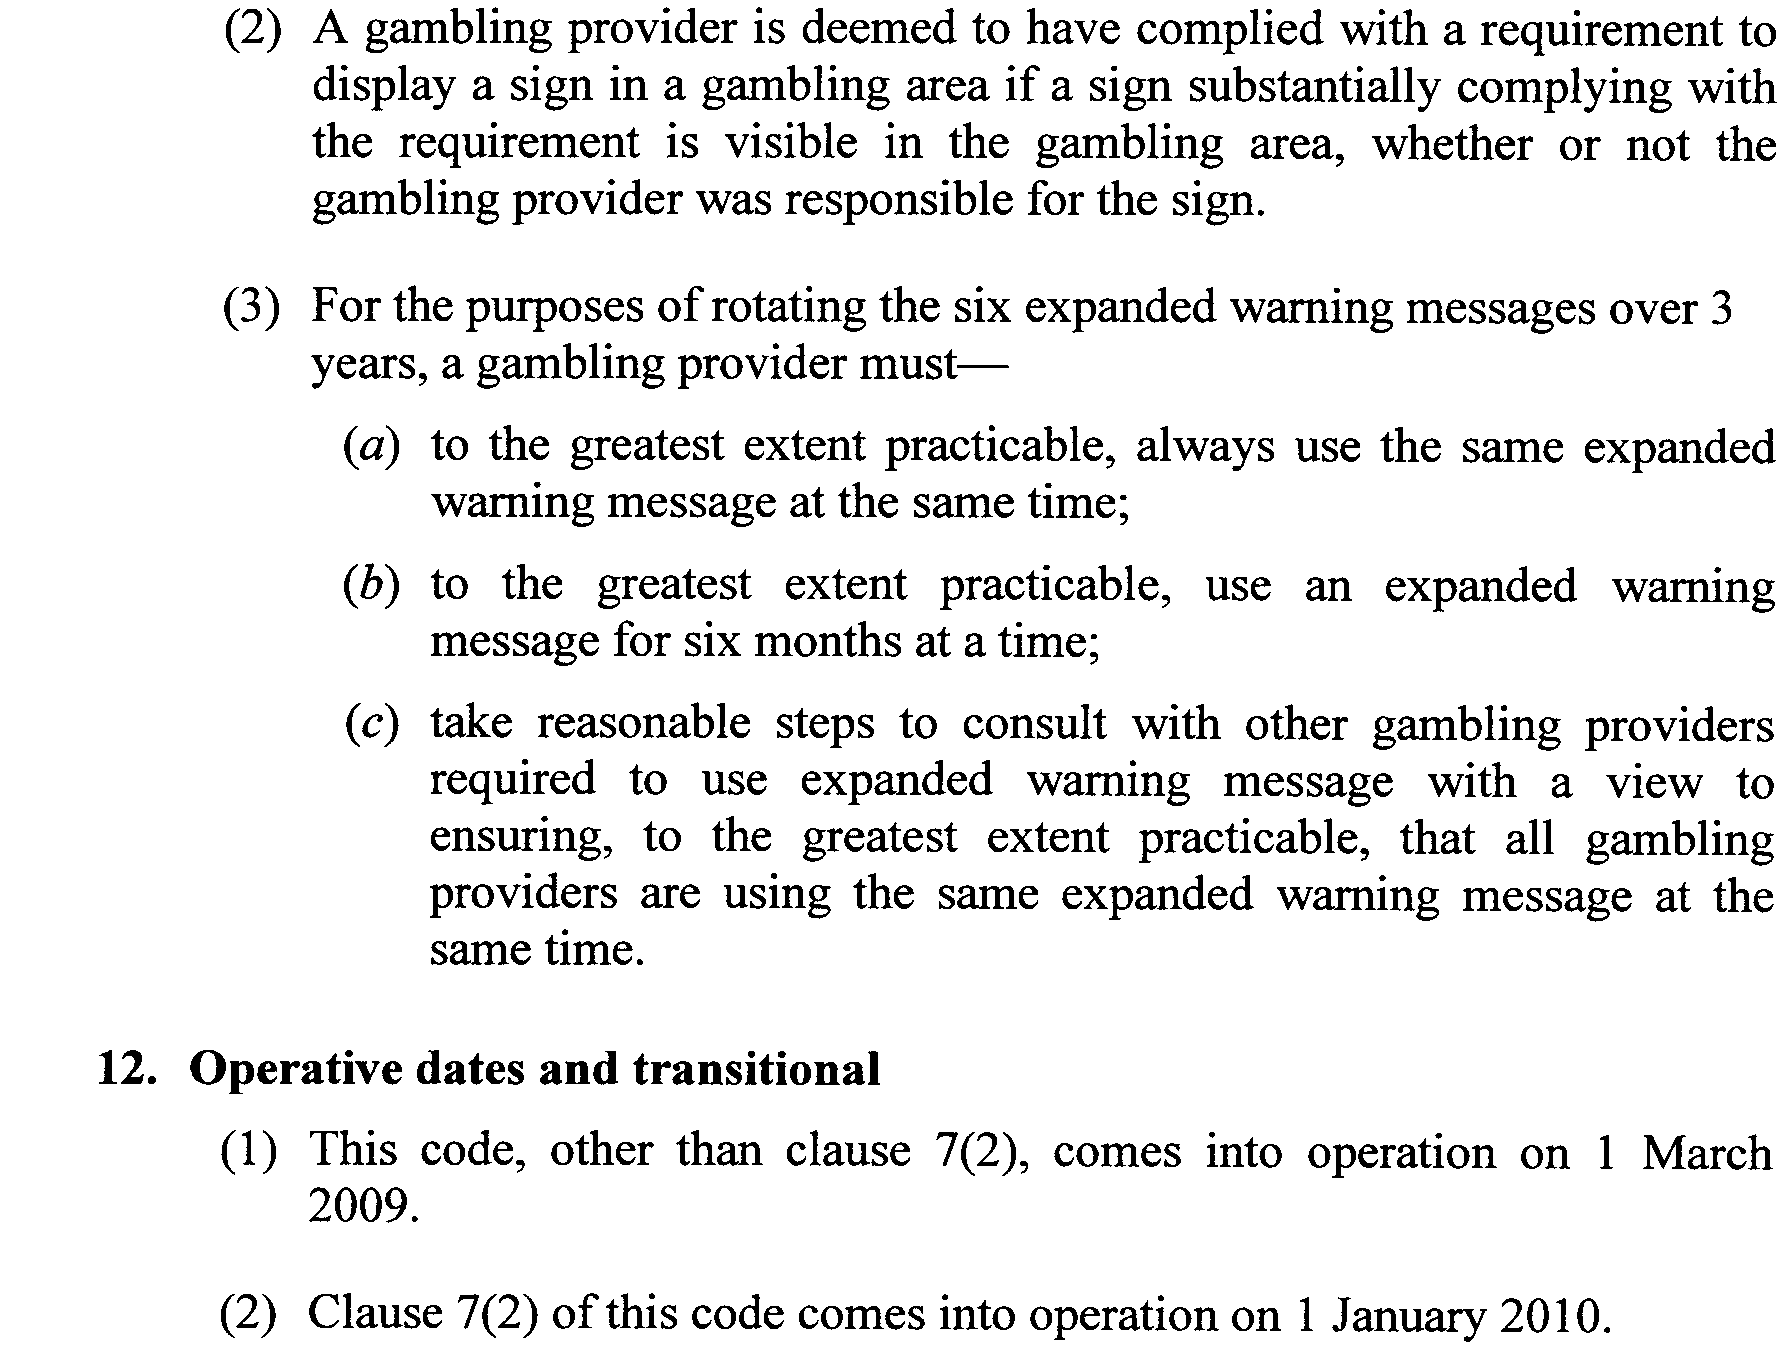 (2) A gambling provider is deemed to have complied with a requirement to
display a sign in a gambling area if a sign substantially complying with
the requirement is visible in the gambling area, whether or not the
gambling provider was responsible for the sign.
(3) For the purposes of rotating the six expanded warning messages over 3
years, a gambling provider must—
(a) to the greatest extent practicable, always use the same expanded
warning message at the same time;
(b) to the greatest extent practicable, use an expanded warning
message for six months at a time;
(c) take reasonable steps to consult with other gambling providers
required to use expanded warning message with a view to
ensuring, to the greatest extent practicable, that all gambling
providers are using the same expanded warning message at the
same time.
12. Operative dates and transitional
(1) This code, other than clause 7(2), comes into operation on 1 March
2009.
(2) Clause 7(2) of this code comes into operation on 1 January 2010.